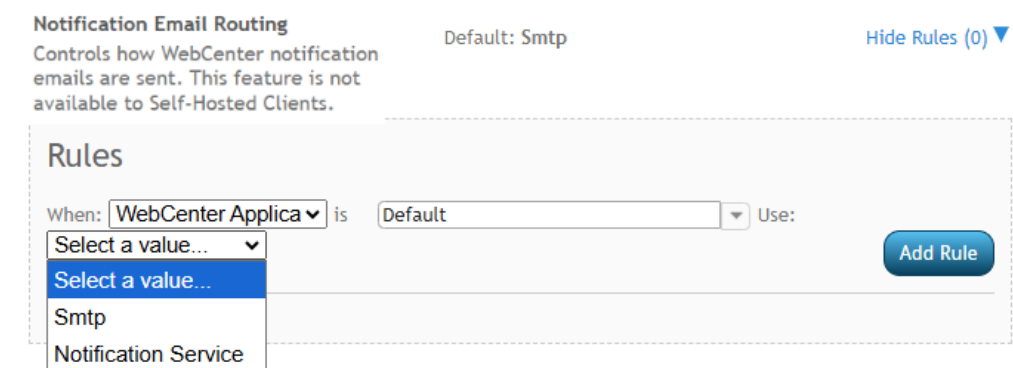 Notification Email Routing
Controls how WebCenter notification
emails are sent. This feature is not
available to Self-Hosted Clients.
Default: Smtp
Hide Rules (0)
Rules
When: WebCenter Applica is Default Use:
Select a value...
Add Rule
Select a value...
Smtp
Notification Service